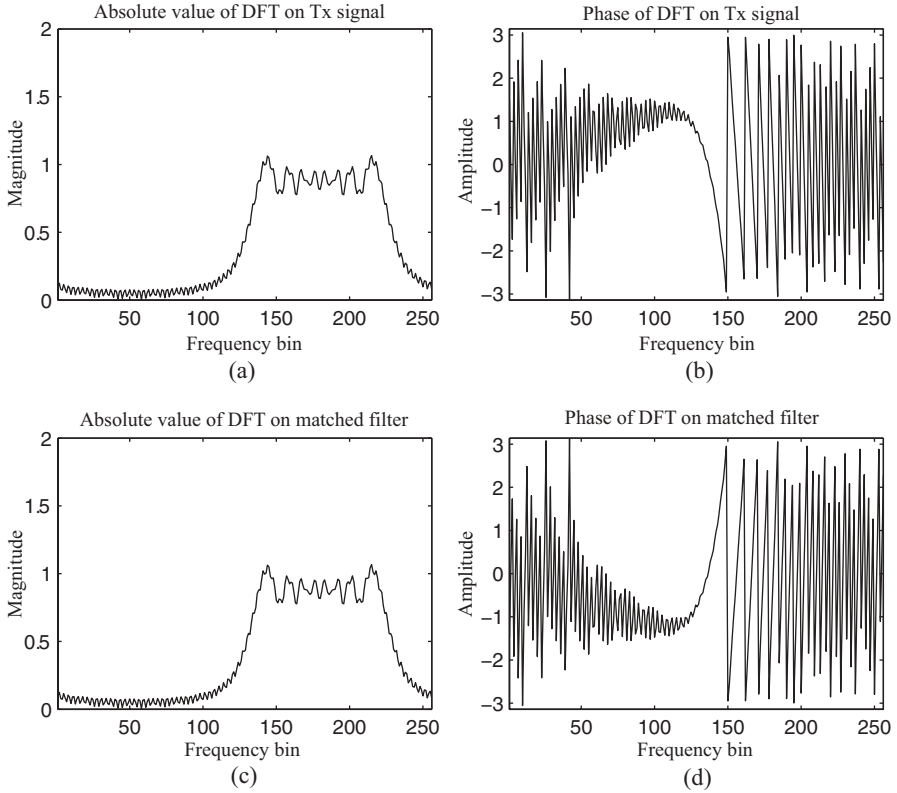 Absolute value of DFT on Tx signal
Magnitude
2
1.5
1
0.5
0
50 100 150 200 250
Frequency bin
(a)
Phase of DFT on Tx signal
Amplitude
3
2
1
0
−1
−2
−3
50 100 150 200 250
Frequency bin
(b)
Absolute value of DFT on matched filter
Magnitude
2
1.5
1
0.5
0
50 100 150 200 250
Frequency bin
(c)
Phase of DFT on matched filter
Amplitude
3
2
1
0
−1
−2
−3
50 100 150 200 250
Frequency bin
(d)